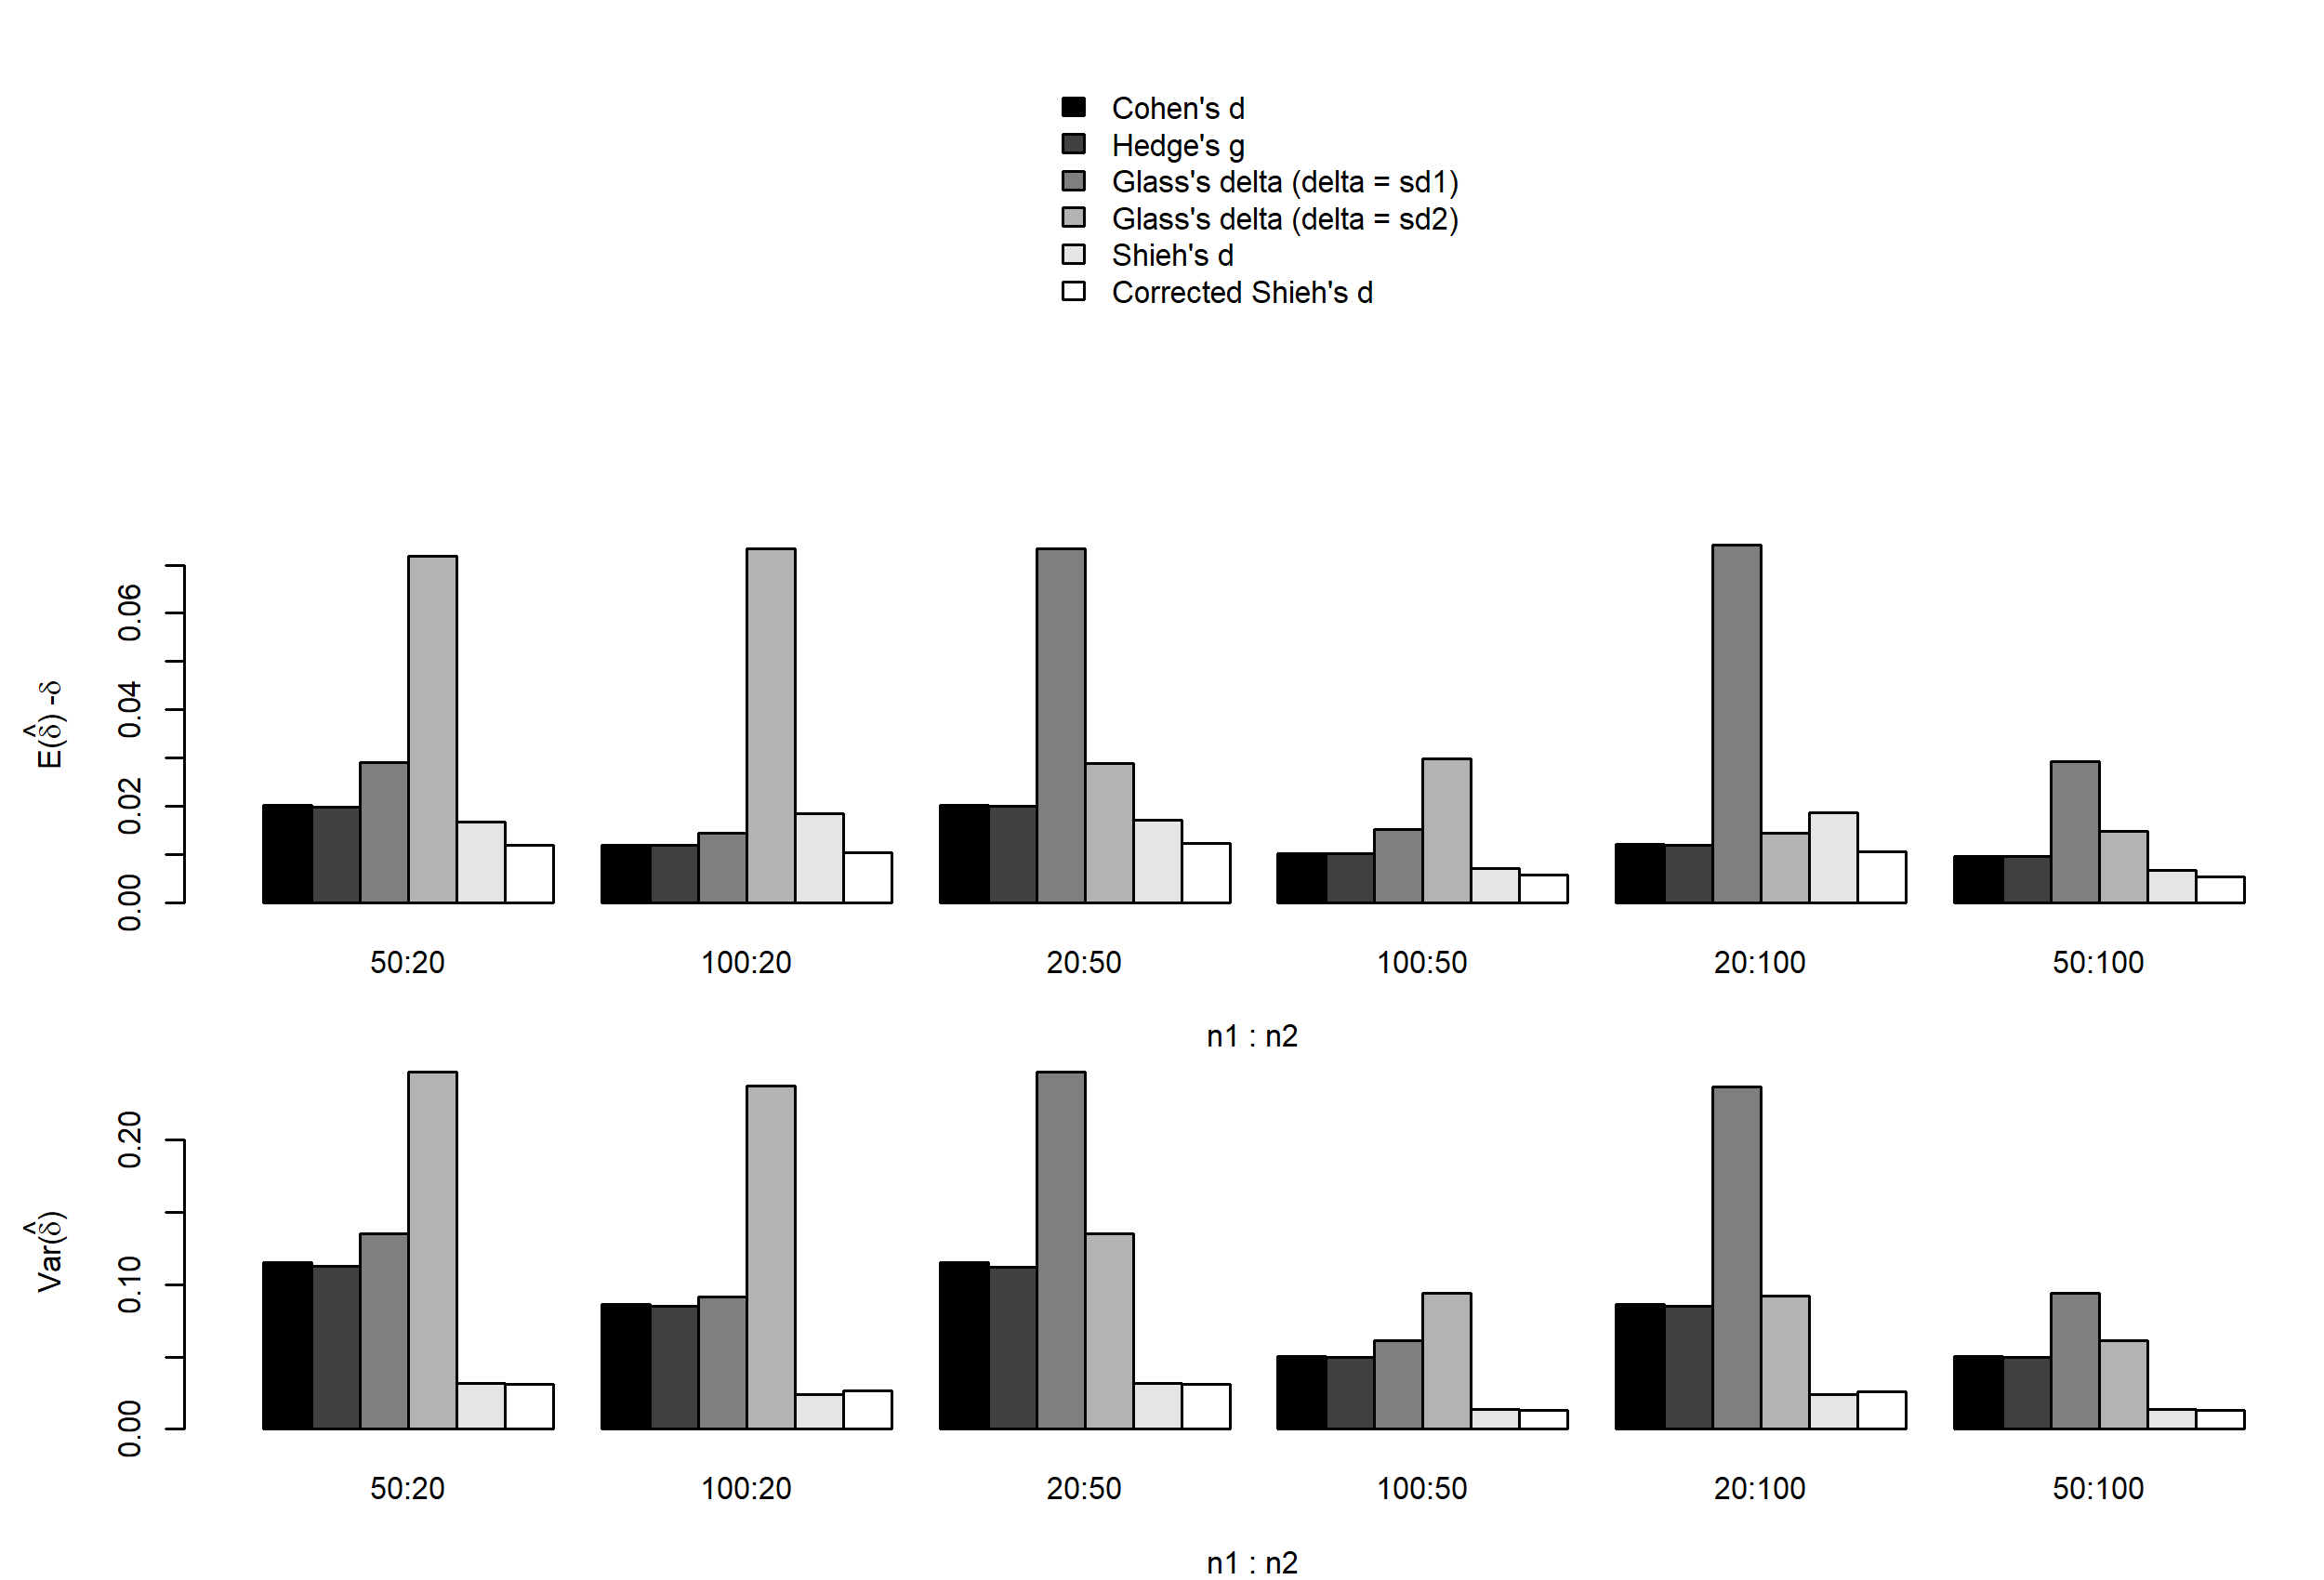 Cohen's d
Hedge's g
Glass's delta (delta = sd1)
Glass's delta (delta = sd2)
Shieh's d
Corrected Shieh's d
E(δ̂) -δ
0.06
0.04
0.02
0.00
50:20 100:20 20:50 100:50 20:100 50:100
n1 : n2
Var(δ̂)
0.20
0.10
0.00
50:20 100:20 20:50 100:50 20:100 50:100
n1 : n2